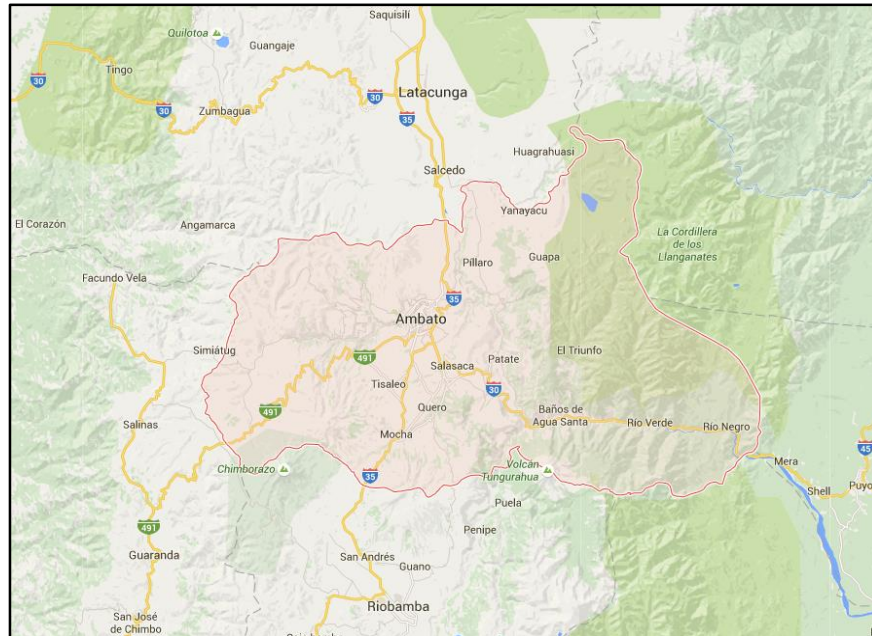 Saquisilí
Quilotoa
Guangaje
Tingo
30
30
Zumbagua
30
Latacunga
35
Huagrahuasi
Salcedo
Yanayacu
El Corazón
Angamarca
La Cordillera
de los
Llanganates
Píllaro
Guapa
Facundo Vela
35
Ambato
Simiátug
491
El Triunfo
Salasaca
Patate
Tisaleo
30
491
Quero
Baños de
Agua Santa
Río Verde
Río Negro
Salinas
Mocha
45
Chimborazo
35
Volcán
Tungurahua
Mera
Shell
Puyo
Puela
491
Penipe
Guaranda
San Andrés
Guano
Riobamba
San José
de Chimbo